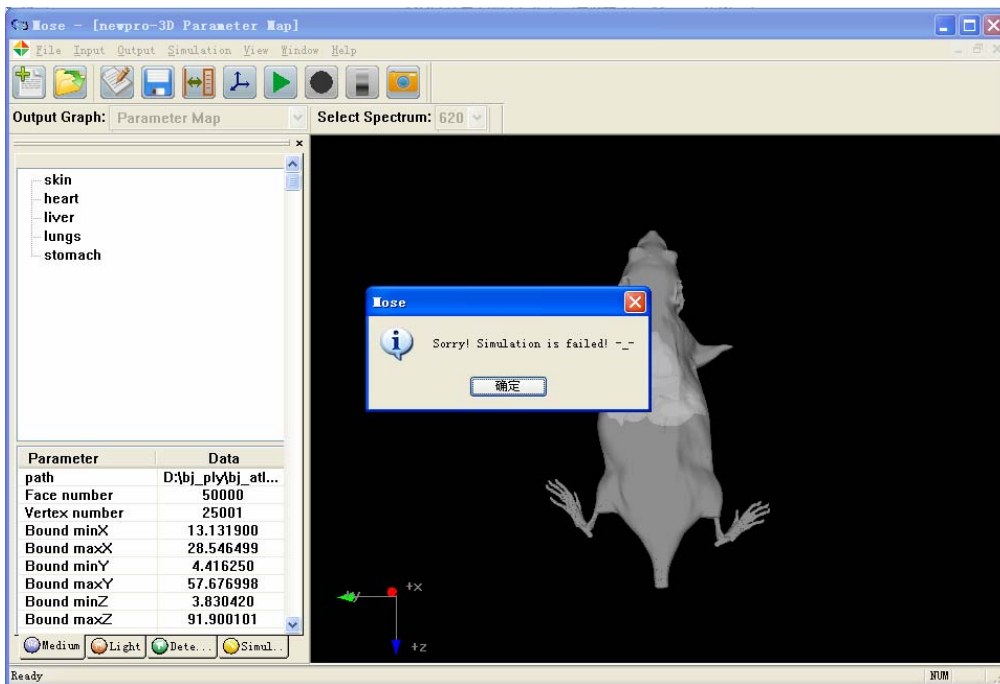 Mose - [newpro-3D Parameter Map]
File Input Output Simulation View Window Help
Output Graph: Parameter Map Select Spectrum: 620
skin
heart
liver
lungs
stomach
Mose
Sorry! Simulation is failed! -_-
确定
Parameter Data
path D:\bj_ply\bj_atl...
Face number 50000
Vertex number 25001
Bound minX 13.131900
Bound maxX 28.546499
Bound minY 4.416250
Bound maxY 57.676998
Bound minZ 3.830420
Bound maxZ 91.900101
Medium Light Dete... Simul..
+y +x
+z
Ready NUM